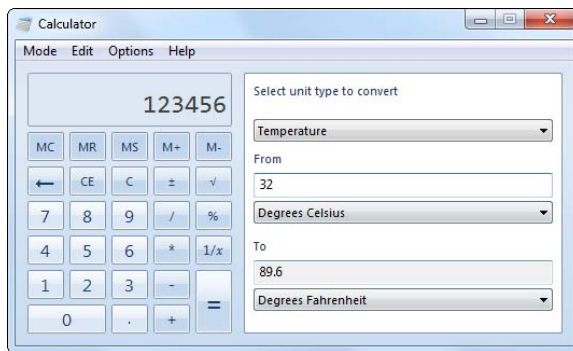 Calculator
Mode Edit Options Help
123456
MC MR MS M+ M-
← CE C ± √
7 8 9 / %
4 5 6 * 1/x
1 2 3 - =
0 . +
Select unit type to convert
Temperature
From
32
Degrees Celsius
To
89.6
Degrees Fahrenheit